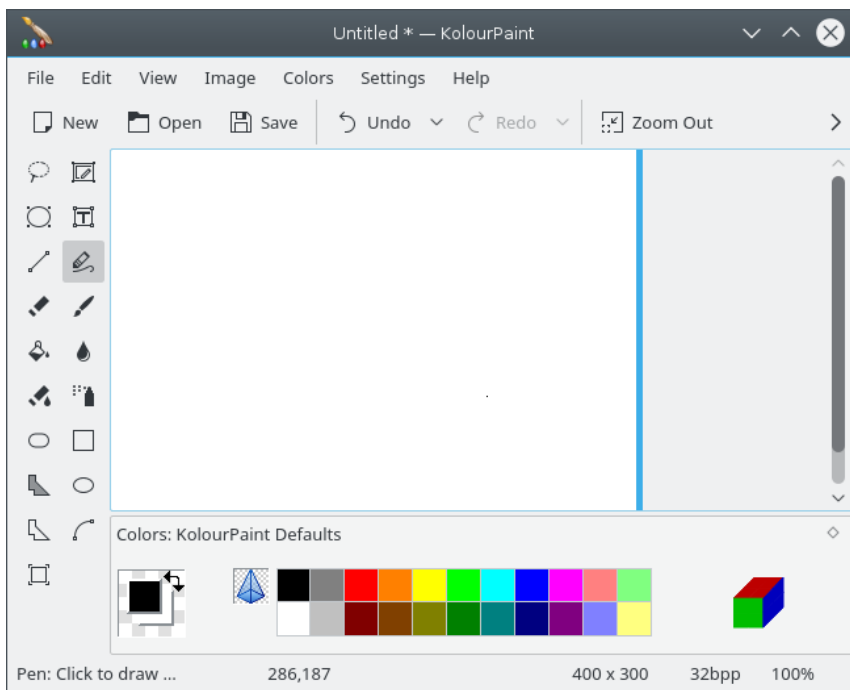 Untitled * — KolourPaint
File Edit View Image Colors Settings Help
New Open Save Undo Redo Zoom Out
T
Colors: KolourPaint Defaults
Pen: Click to draw ... 286,187 400 x 300 32bpp 100%